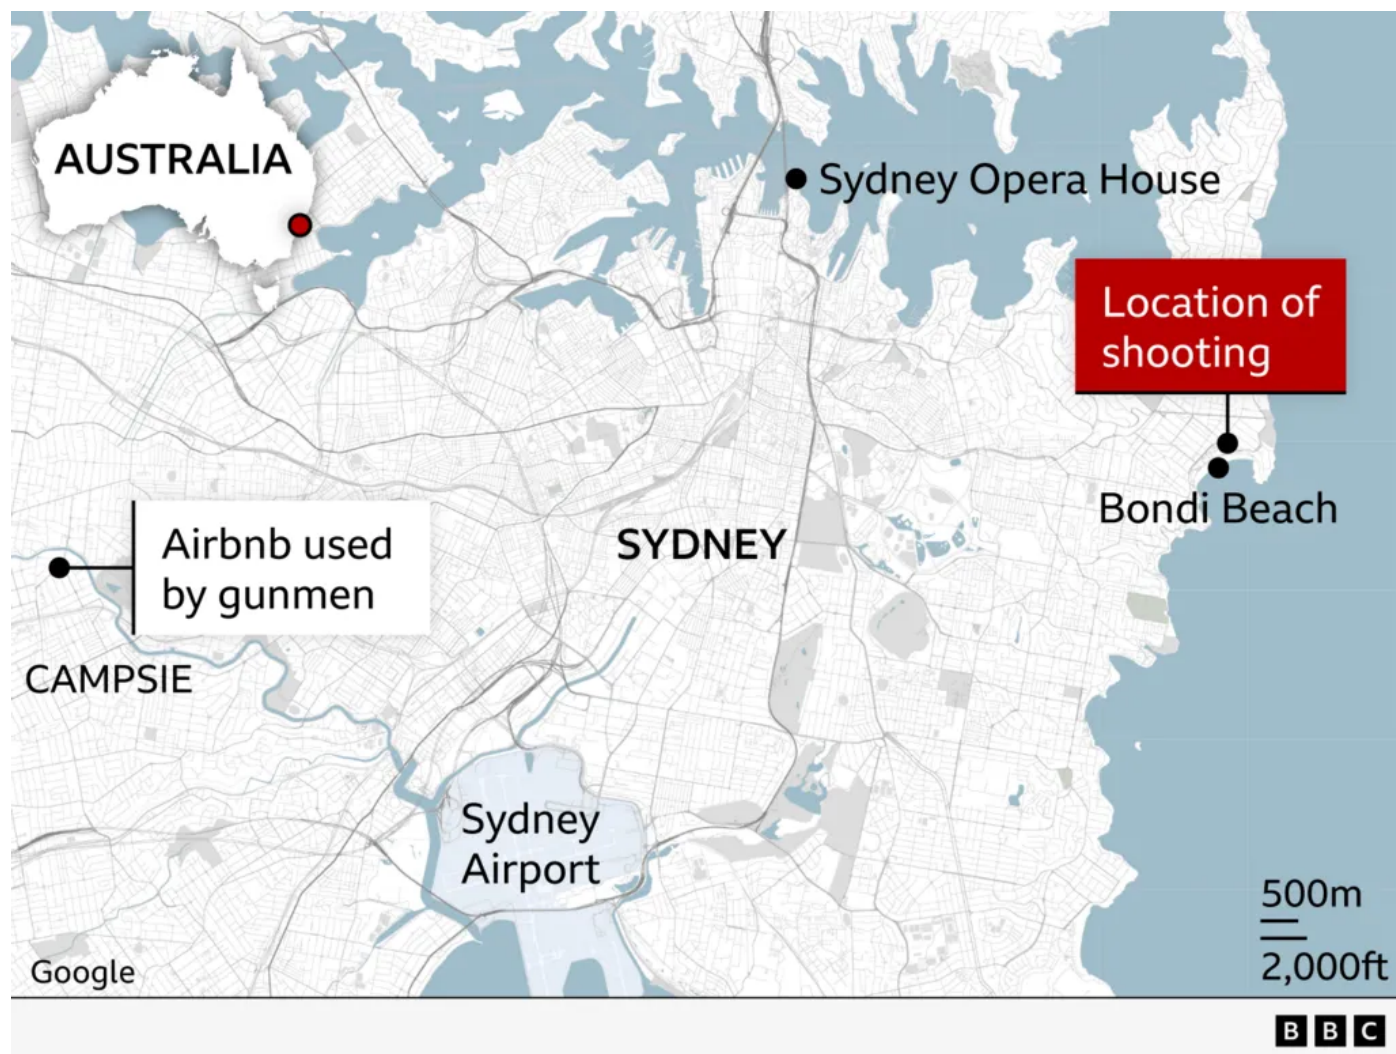 AUSTRALIA
Sydney Opera House
Location of
shooting
Bondi Beach
Airbnb used
by gunmen
SYDNEY
CAMPSIE
Sydney
Airport
500m
2,000ft
Google
BBC